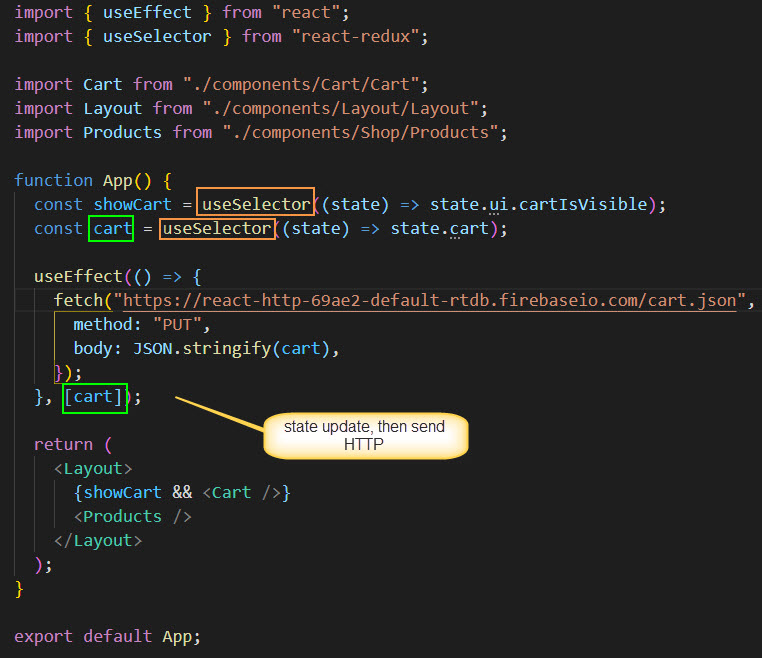 import { useEffect } from "react";
import { useSelector } from "react-redux";

import Cart from "./components/Cart/Cart";
import Layout from "./components/Layout/Layout";
import Products from "./components/Shop/Products";

function App() {
  const showCart = useSelector((state) => state.ui.cartIsVisible);
  const cart = useSelector((state) => state.cart);

  useEffect(() => {
    fetch("https://react-http-69ae2-default-rtdb.firebaseio.com/cart.json",
      method: "PUT",
      body: JSON.stringify(cart),
    });
  }, [cart]);
state update, then send
HTTP

  return (
    <Layout>
      {showCart && <Cart />}
      <Products />
    </Layout>
  );
}

export default App;